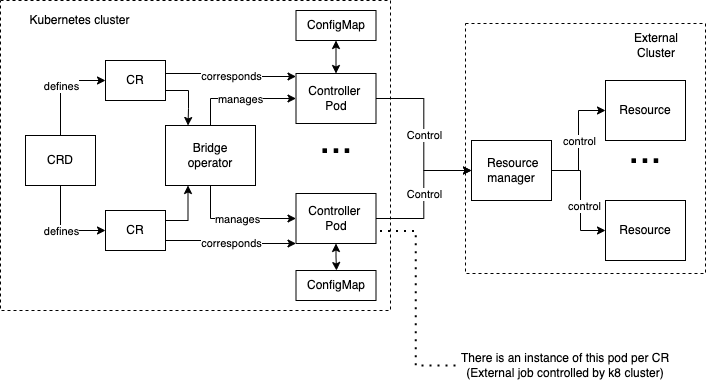 Kubernetes cluster
ConfigMap
External
Cluster
CR
corresponds
defines
manages
Controller
Pod
Resource
Control
control
CRD
Bridge
operator
...
Resource
manager
...
Control
control
CR
defines
manages
corresponds
Controller
Pod
Resource
ConfigMap
There is an instance of this pod per CR
(External job controlled by k8 cluster)